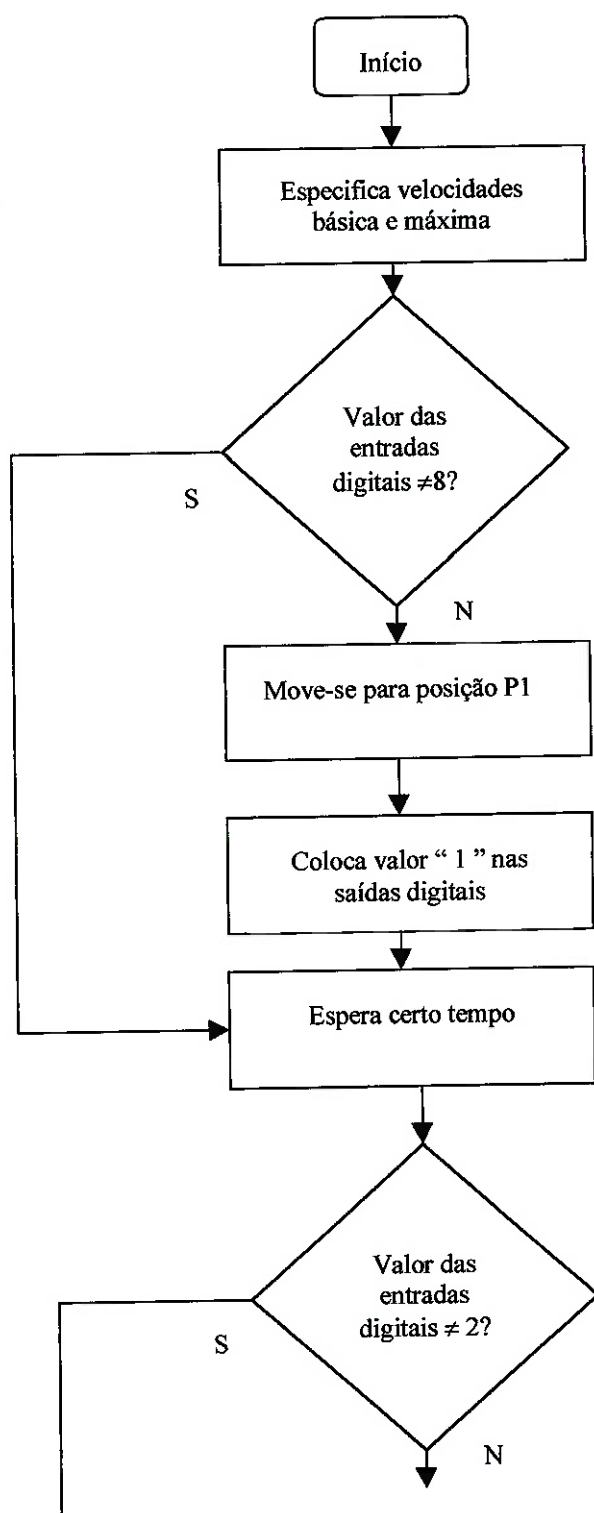 Início
Especifica velocidades
básica e máxima
Valor das
entradas
digitais ≠8?
S
N
Move-se para posição P1
Coloca valor “ 1 ” nas
saídas digitais
Espera certo tempo
Valor das
entradas
digitais ≠ 2?
S
N